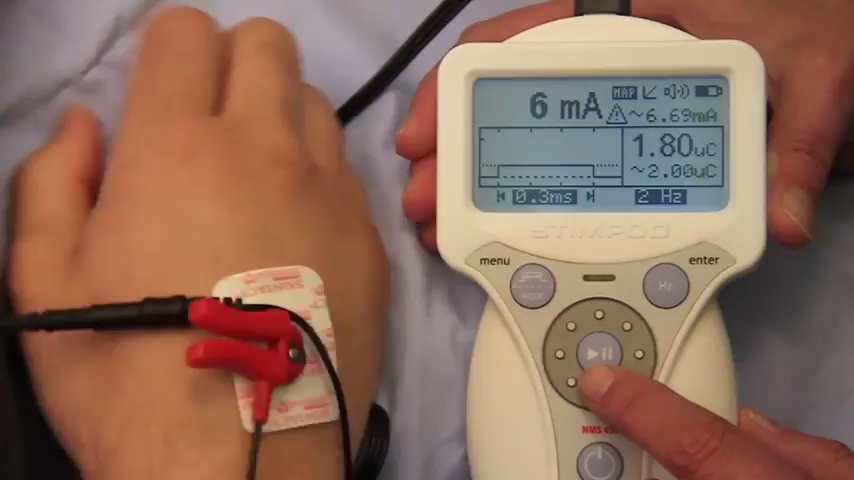 MAP
6 mA
~6.69mA
1.80uC
~2.00uC
0.3ms
2 Hz
STIMPOD
menu
enter
Hz